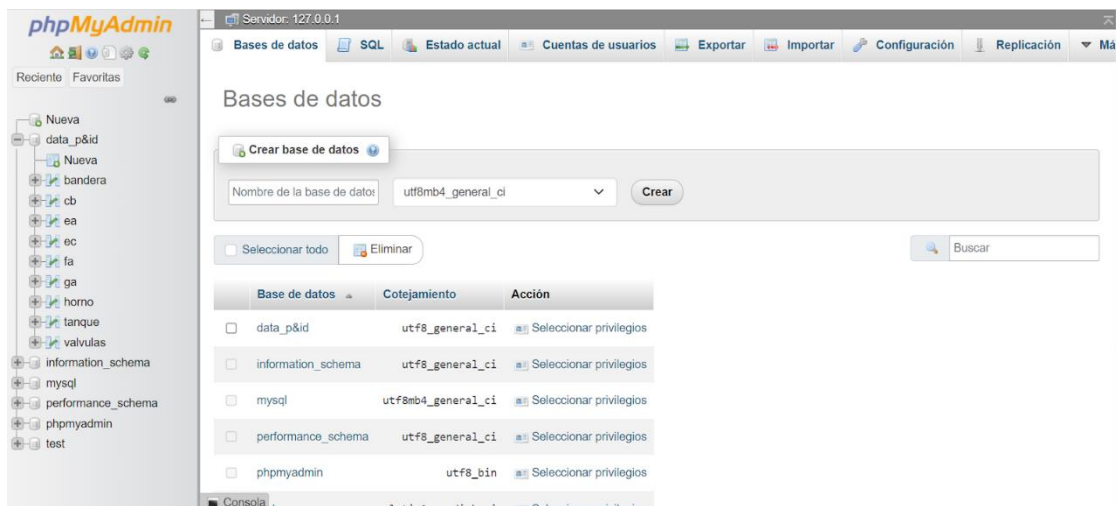 phpMyAdmin
Reciente Favoritas
Nueva
data_p&id
Nueva
bandera
cb
ea
ec
fa
ga
horno
tanque
valvulas
information_schema
mysql
performance_schema
phpmyadmin
test
Servidor: 127.0.0.1
Bases de datos SQL Estado actual Cuentas de usuarios Exportar Importar Configuración Replicación Má
Bases de datos
Crear base de datos
Nombre de la base de datos utf8mb4_general_ci Crear
Seleccionar todo Eliminar Buscar
Base de datos Cotejamiento Acción
data_p&id utf8_general_ci Seleccionar privilegios
information_schema utf8_general_ci Seleccionar privilegios
mysql utf8mb4_general_ci Seleccionar privilegios
performance_schema utf8_general_ci Seleccionar privilegios
phpmyadmin utf8_bin Seleccionar privilegios
Consola